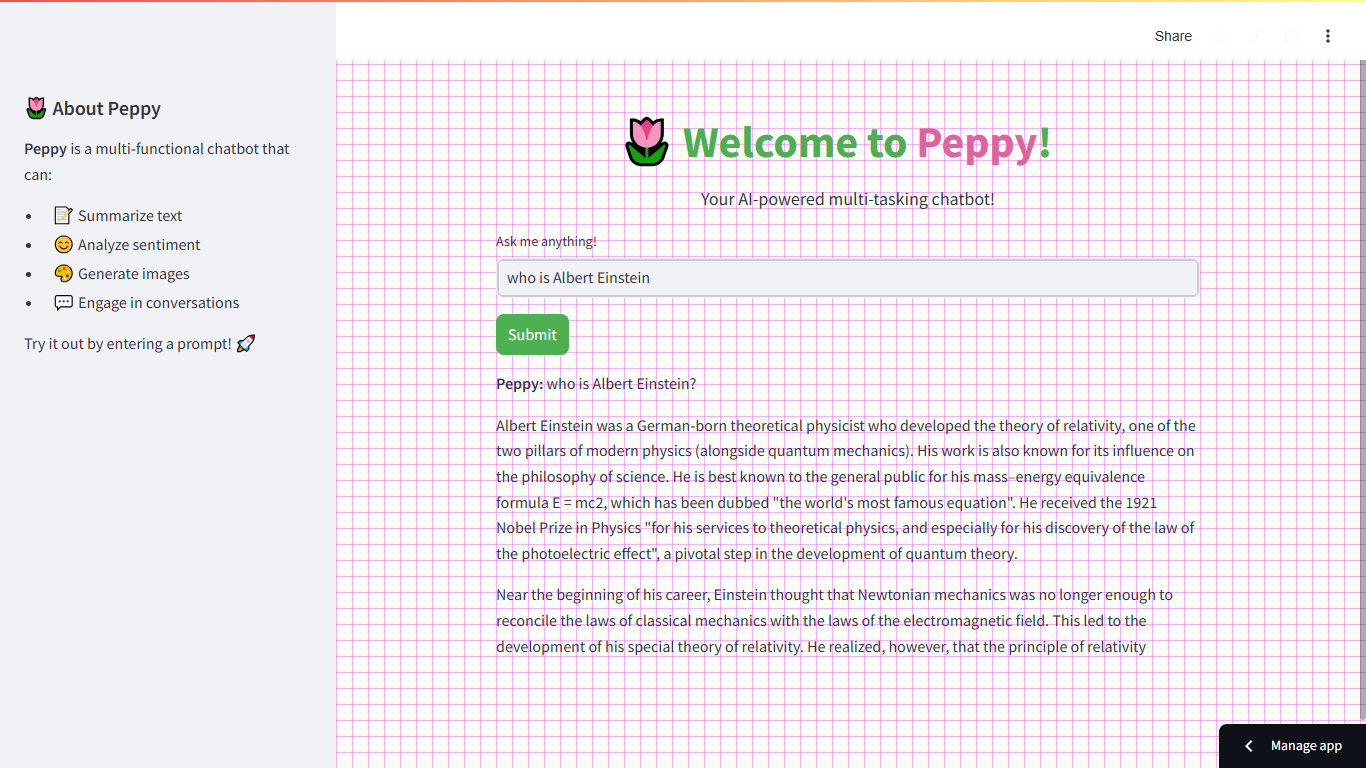 Share
About Peppy
Peppy is a multi-functional chatbot that
can:
• Summarize text
• Analyze sentiment
• Generate images
• Engage in conversations
Try it out by entering a prompt!
Welcome to Peppy!
Your AI-powered multi-tasking chatbot!
Ask me anything!
who is Albert Einstein
Submit
Peppy: who is Albert Einstein?
Albert Einstein was a German-born theoretical physicist who developed the theory of relativity, one of the
two pillars of modern physics (alongside quantum mechanics). His work is also known for its influence on
the philosophy of science. He is best known to the general public for his mass–energy equivalence
formula E = mc2, which has been dubbed "the world's most famous equation". He received the 1921
Nobel Prize in Physics "for his services to theoretical physics, and especially for his discovery of the law of
the photoelectric effect", a pivotal step in the development of quantum theory.
Near the beginning of his career, Einstein thought that Newtonian mechanics was no longer enough to
reconcile the laws of classical mechanics with the laws of the electromagnetic field. This led to the
development of his special theory of relativity. He realized, however, that the principle of relativity
Manage app